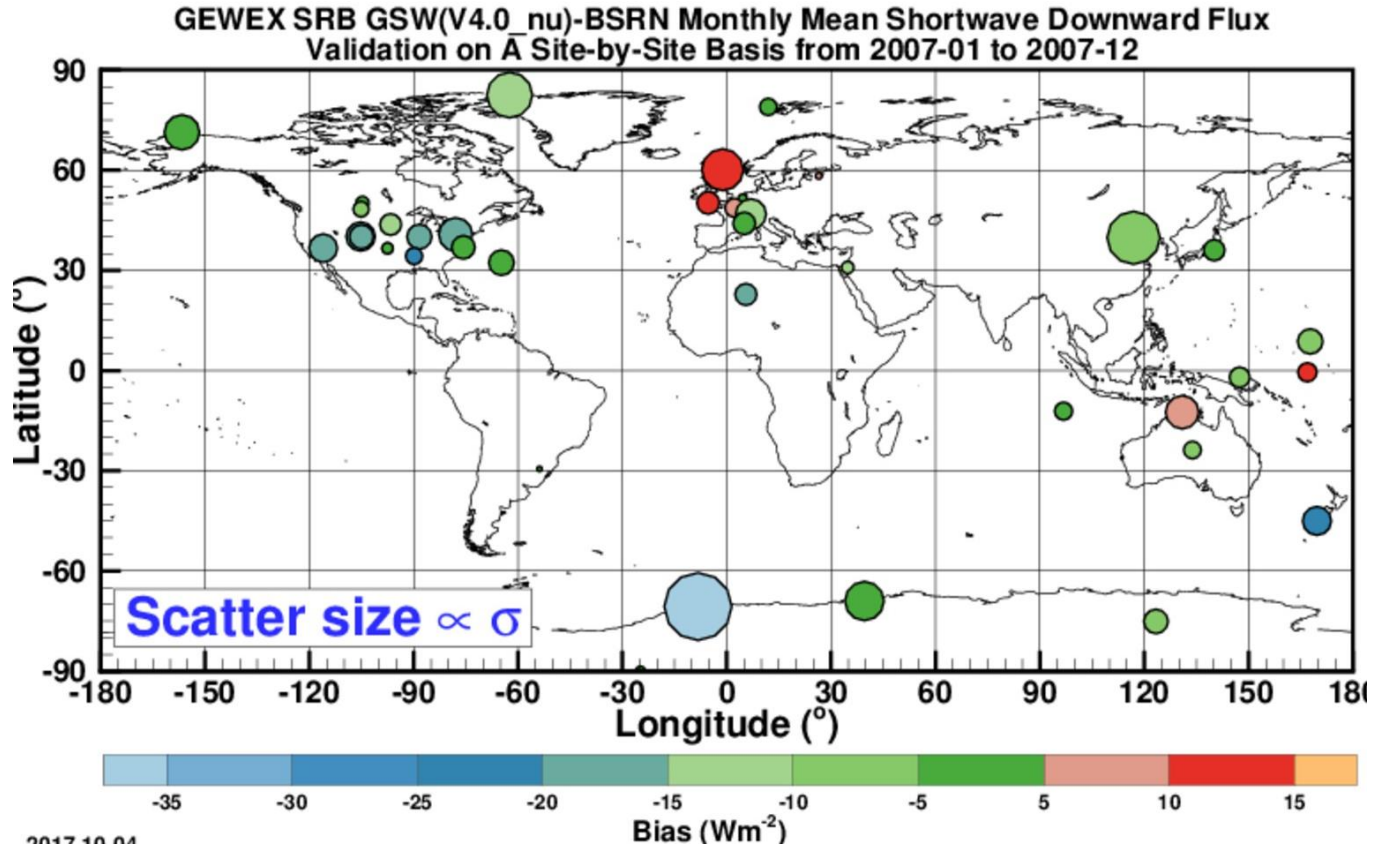 GEWEX SRB GSW(V4.0_nu)-BSRN Monthly Mean Shortwave Downward Flux
Validation on A Site-by-Site Basis from 2007-01 to 2007-12
90
60
30
0
-30
-60
-90
Latitude (°)
Scatter size ∝ σ
-180 -150 -120 -90 -60 -30 0 30 60 90 120 150 180
Longitude (°)
-35 -30 -25 -20 -15 -10 -5 5 10 15
Bias (Wm⁻²)
2017-10-04